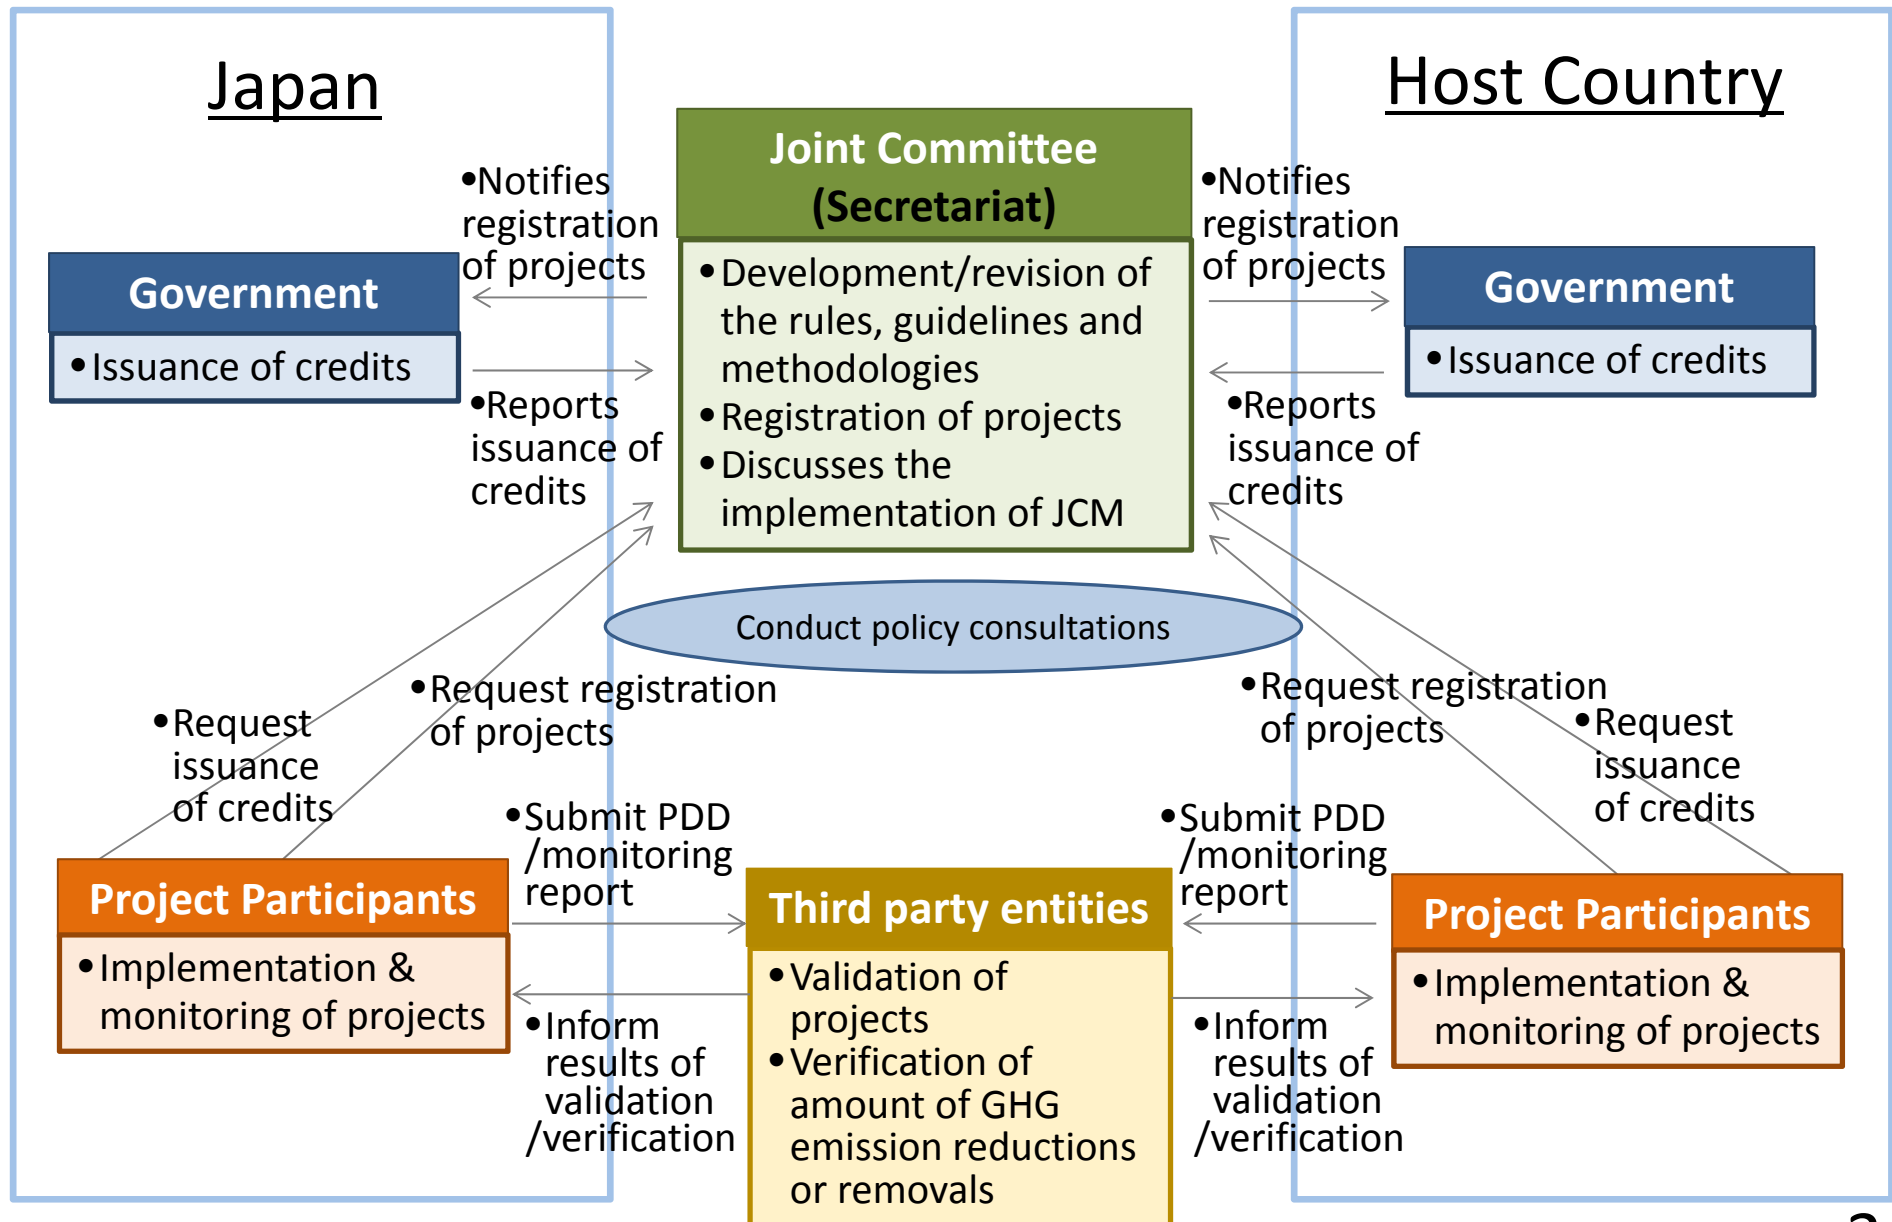 Japan
Host Country
Joint Committee
(Secretariat)
•Notifies
registration
of projects
•Notifies
registration
of projects
Government
•Issuance of credits
•Development/revision of
the rules, guidelines and
methodologies
•Registration of projects
•Discusses the
implementation of JCM
Government
•Issuance of credits
•Reports
issuance of
credits
•Reports
issuance of
credits
Conduct policy consultations
•Request
issuance
of credits
•Request registration
of projects
•Request registration
of projects
•Request
issuance
of credits
•Submit PDD
/monitoring
report
•Submit PDD
/monitoring
report
Project Participants
•Implementation &
monitoring of projects
Third party entities
•Validation of
projects
•Verification of
amount of GHG
emission reductions
or removals
Project Participants
•Implementation &
monitoring of projects
•Inform
results of
validation
/verification
•Inform
results of
validation
/verification